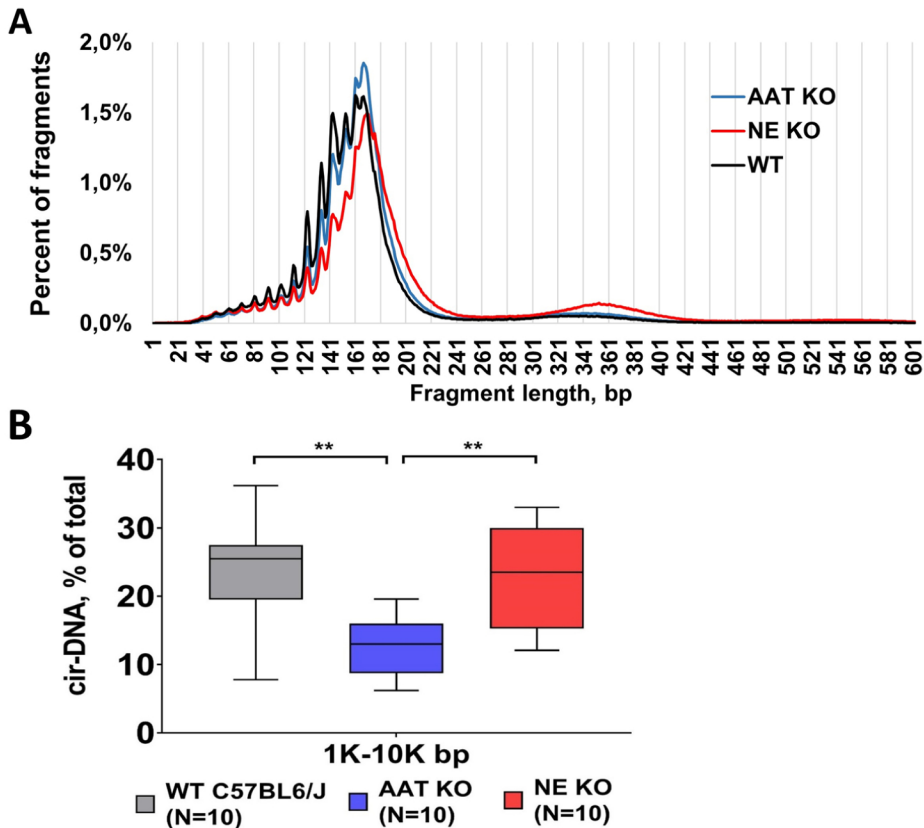 A
2,0%
1,5%
1,0%
0,5%
0,0%
Percent of fragments
AAT KO
NE KO
WT
1 21 41 61 81 101 121 141 161 181 201 221 241 261 281 301 321 341 361 381 401 421 441 461 481 501 521 541 561 581 60
Fragment length, bp
B
cir-DNA, % of total
40
30
20
10
0
** **
1K-10K bp
WT C57BL6/J
(N=10)
AAT KO
(N=10)
NE KO
(N=10)